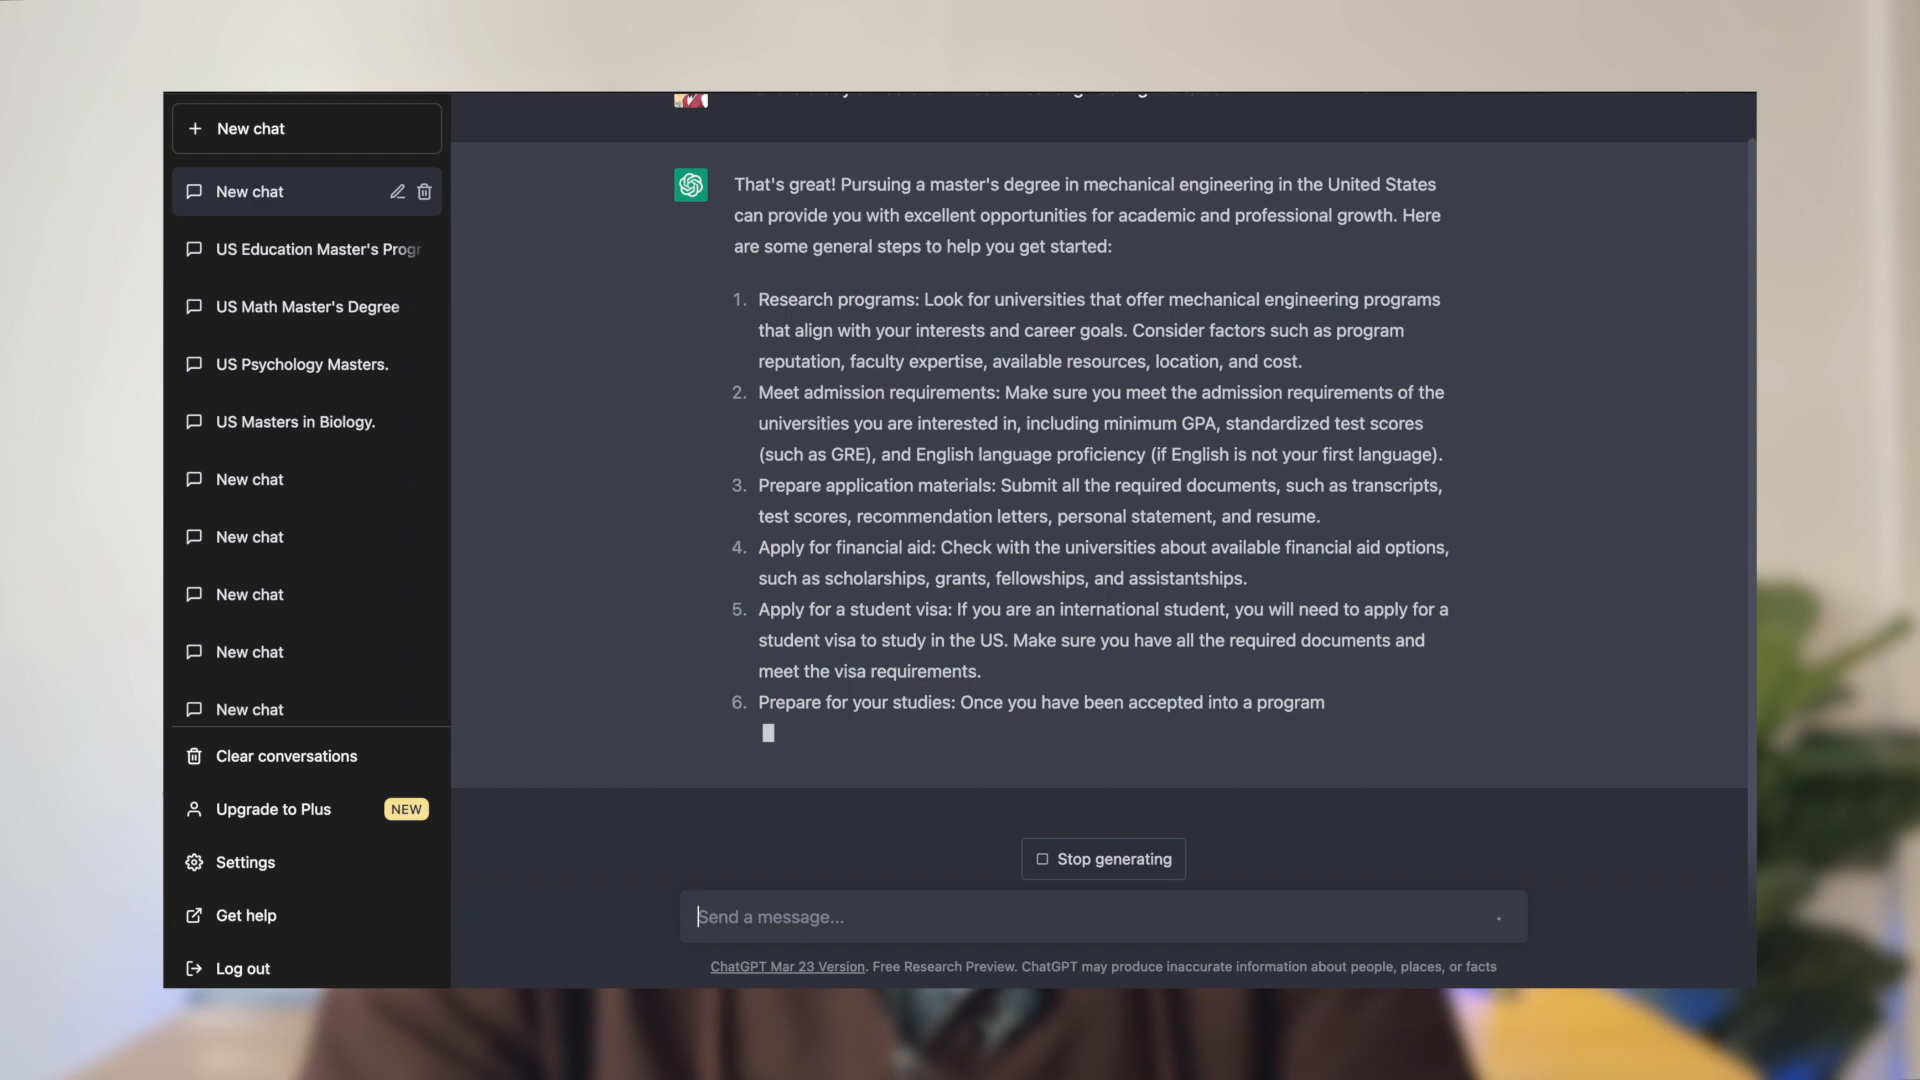 New chat
New chat
US Education Master's Progr
US Math Master's Degree
US Psychology Masters.
US Masters in Biology.
New chat
New chat
New chat
New chat
New chat
Clear conversations
Upgrade to Plus
NEW
Settings
Get help
Log out
That's great! Pursuing a master's degree in mechanical engineering in the United States
can provide you with excellent opportunities for academic and professional growth. Here
are some general steps to help you get started:
1. Research programs: Look for universities that offer mechanical engineering programs
that align with your interests and career goals. Consider factors such as program
reputation, faculty expertise, available resources, location, and cost.
2. Meet admission requirements: Make sure you meet the admission requirements of the
universities you are interested in, including minimum GPA, standardized test scores
(such as GRE), and English language proficiency (if English is not your first language).
3. Prepare application materials: Submit all the required documents, such as transcripts,
test scores, recommendation letters, personal statement, and resume.
4. Apply for financial aid: Check with the universities about available financial aid options,
such as scholarships, grants, fellowships, and assistantships.
5. Apply for a student visa: If you are an international student, you will need to apply for a
student visa to study in the US. Make sure you have all the required documents and
meet the visa requirements.
6. Prepare for your studies: Once you have been accepted into a program
Stop generating
Send a message...
ChatGPT Mar 23 Version. Free Research Preview. ChatGPT may produce inaccurate information about people, places, or facts